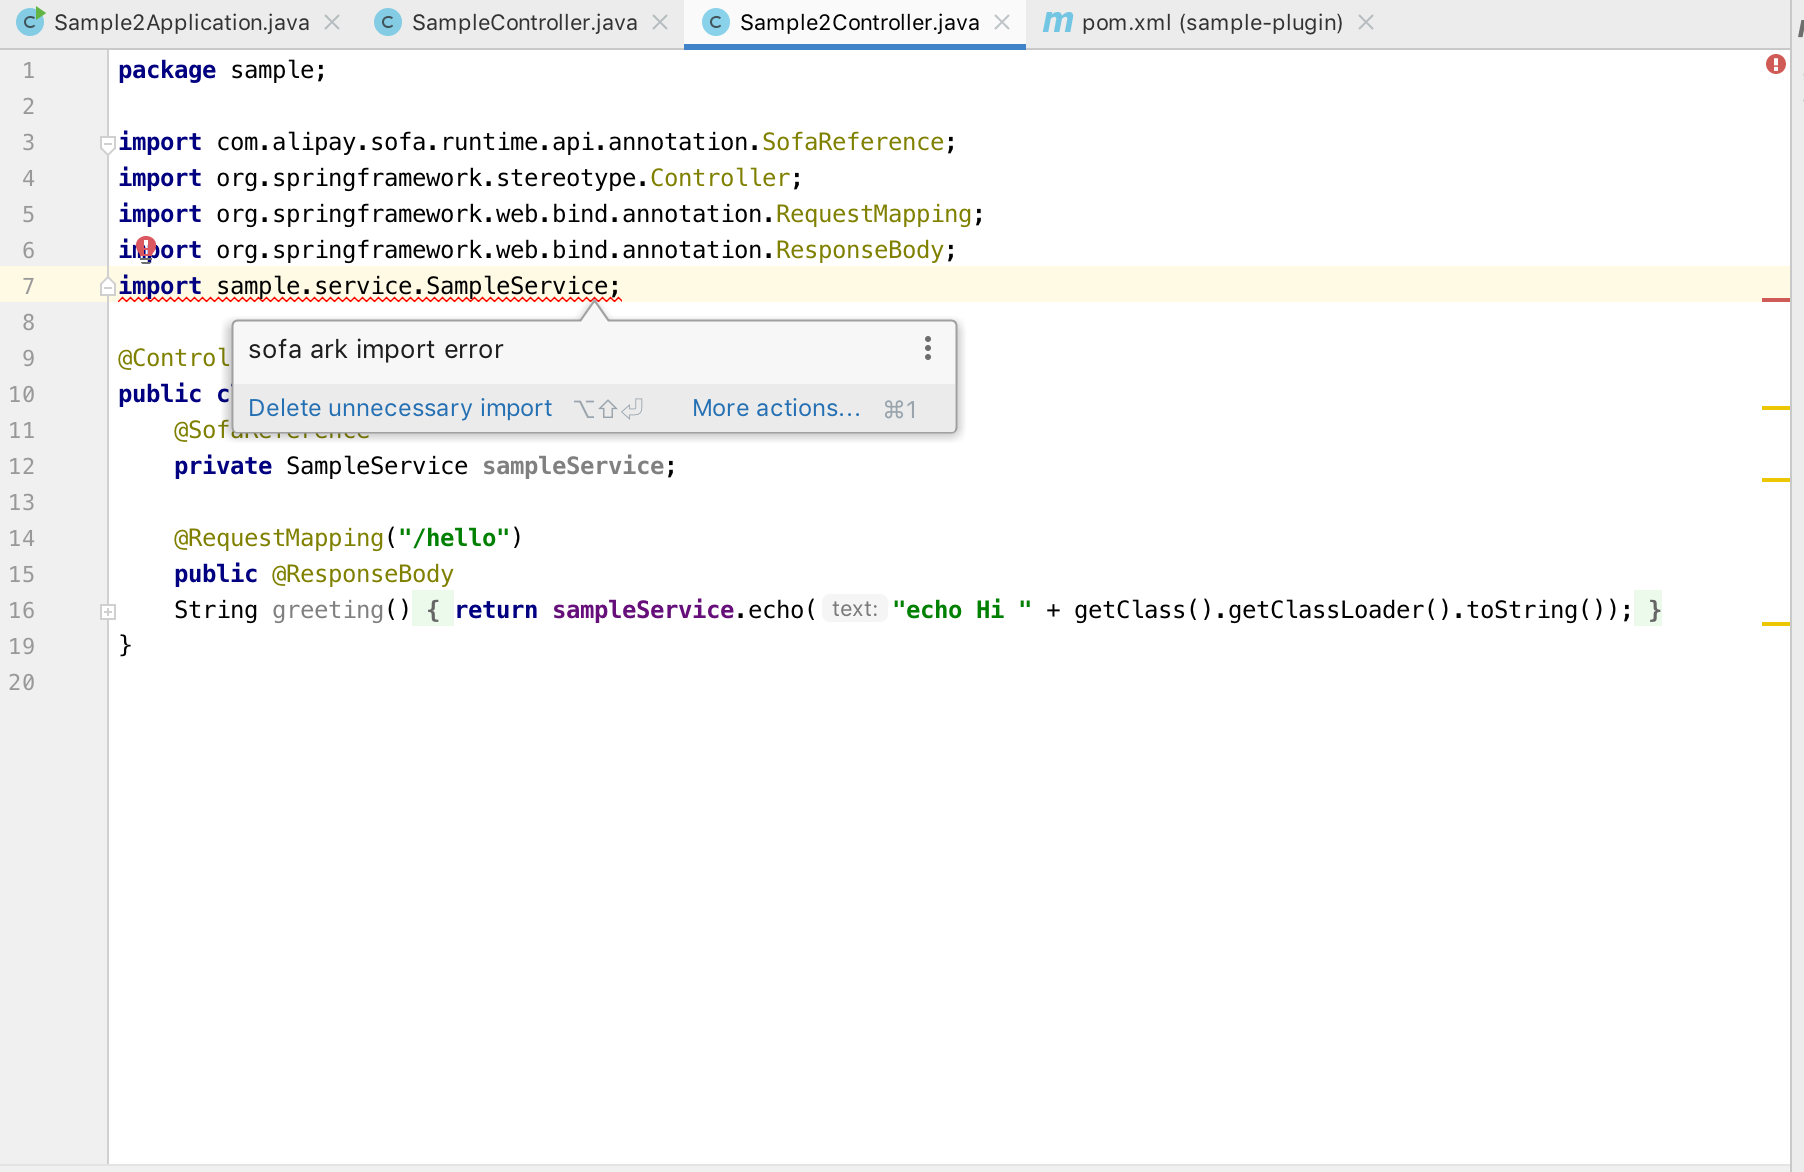 Sample2Application.java SampleController.java Sample2Controller.java pom.xml (sample-plugin)
1 package sample;
2
3 import com.alipay.sofa.runtime.api.annotation.SofaReference;
4 import org.springframework.stereotype.Controller;
5 import org.springframework.web.bind.annotation.RequestMapping;
6 import org.springframework.web.bind.annotation.ResponseBody;
7 import sample.service.SampleService;
8
sofa ark import error
9 @Control
10 public c
Delete unnecessary import ⌥⇧⏎ More actions... ⌘1
11 @SofaReference
12 private SampleService sampleService;
13
14 @RequestMapping("/hello")
15 public @ResponseBody
16 String greeting() { return sampleService.echo( text: "echo Hi " + getClass().getClassLoader().toString()); }
19 }
20